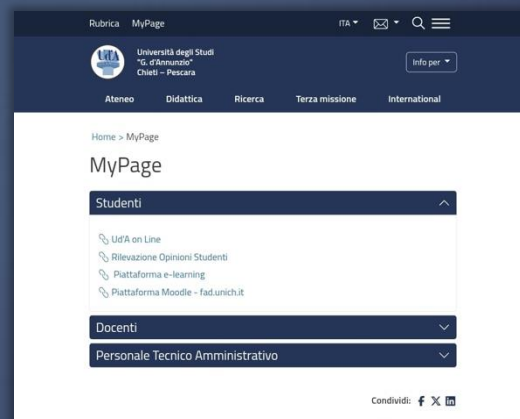 Rubrica MyPage ITA
UdA
Università degli Studi
"G. d'Annunzio"
Chieti – Pescara
Info per
Ateneo Didattica Ricerca Terza missione International
Home > MyPage
MyPage
Studenti
Ud'A on Line
Rilevazione Opinioni Studenti
Piattaforma e-learning
Piattaforma Moodle - fad.unich.it
Docenti
Personale Tecnico Amministrativo
Condividi: